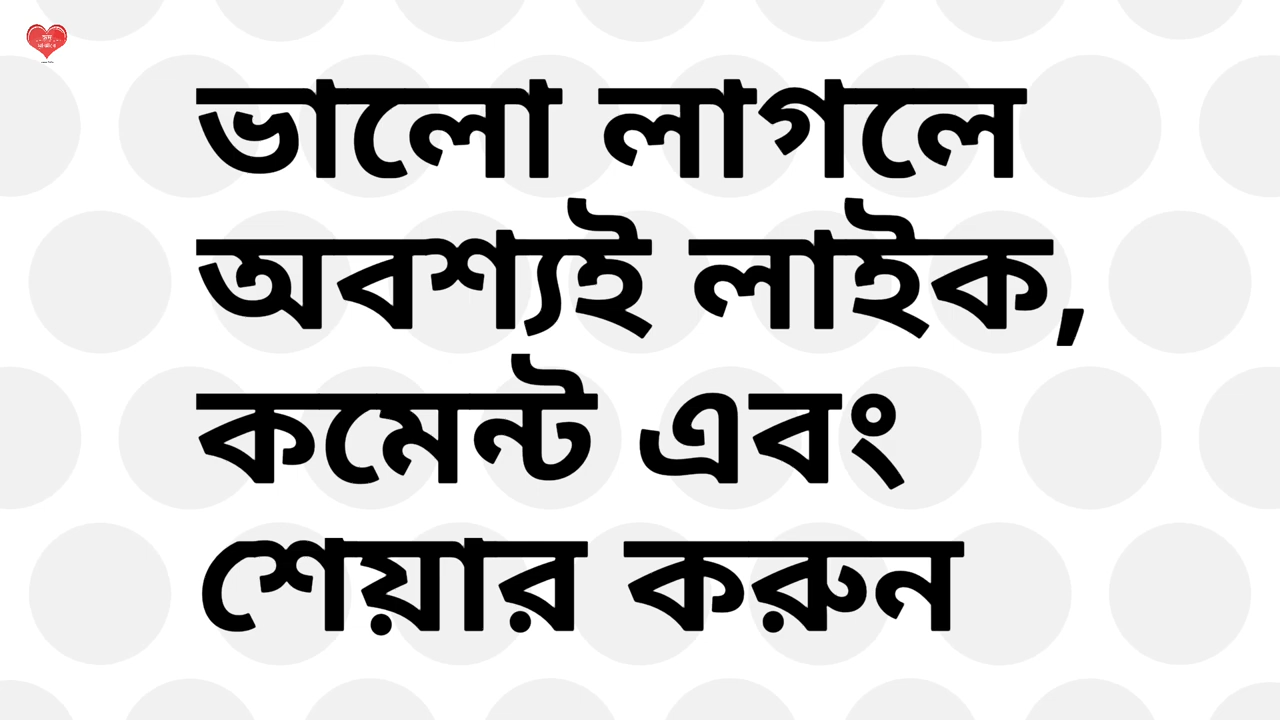 ভালো লাগলে
অবশ্যই লাইক,
কমেন্ট এবং
শেয়ার করুন